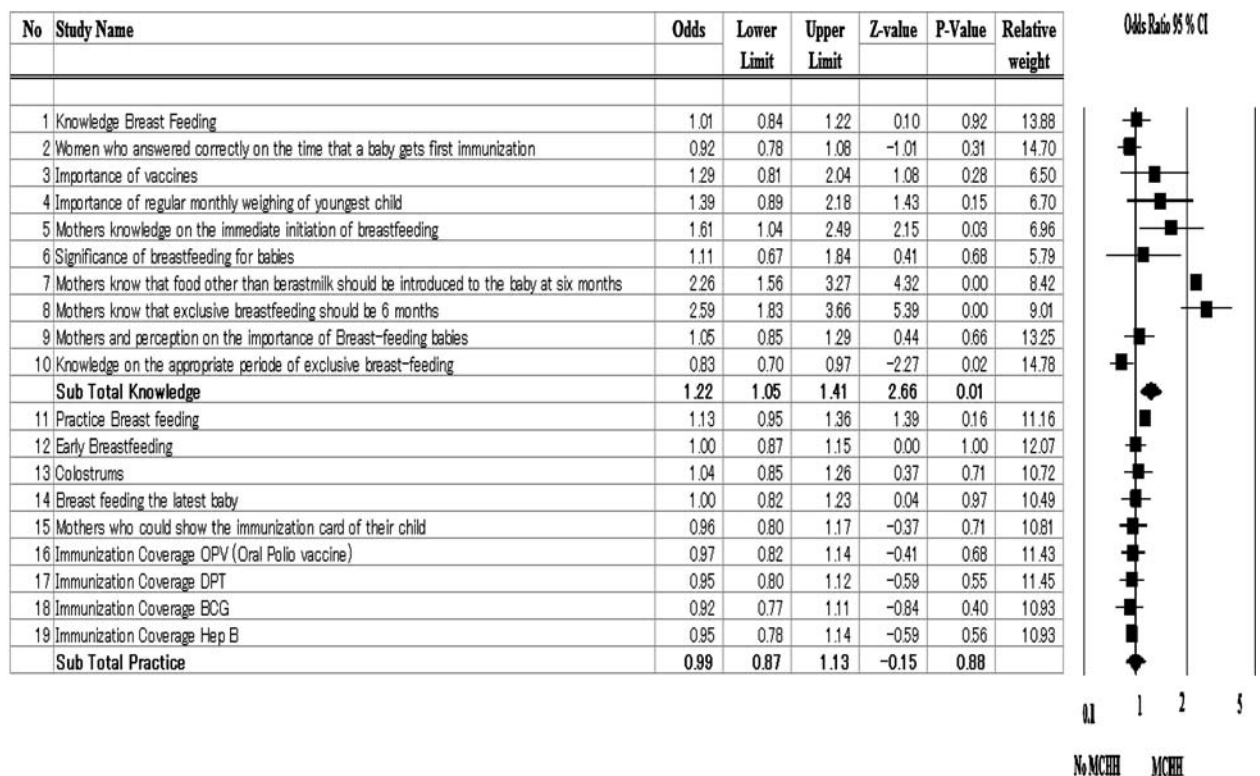 No Study Name Odds Lower Limit Upper Limit Z-value P-Value Relative weight Odds Ratio 95 % CI
1 Knowledge Breast Feeding 1.01 0.84 1.22 0.10 0.92 13.88
2 Women who answered correctly on the time that a baby gets first immunization 0.92 0.78 1.08 -1.01 0.31 14.70
3 Importance of vaccines 1.29 0.81 2.04 1.08 0.28 6.50
4 Importance of regular monthly weighing of youngest child 1.39 0.89 2.18 1.43 0.15 6.70
5 Mothers knowledge on the immediate initiation of breastfeeding 1.61 1.04 2.49 2.15 0.03 6.96
6 Significance of breastfeeding for babies 1.11 0.67 1.84 0.41 0.68 5.79
7 Mothers know that food other than berastmilk should be introduced to the baby at six months 2.26 1.56 3.27 4.32 0.00 8.42
8 Mothers know that exclusive breastfeeding should be 6 months 2.59 1.83 3.66 5.39 0.00 9.01
9 Mothers and perception on the importance of Breast-feeding babies 1.05 0.85 1.29 0.44 0.66 13.25
10 Knowledge on the appropriate periode of exclusive breast-feeding 0.83 0.70 0.97 -2.27 0.02 14.78
Sub Total Knowledge 1.22 1.05 1.41 2.66 0.01
11 Practice Breast feeding 1.13 0.95 1.36 1.39 0.16 11.16
12 Early Breastfeeding 1.00 0.87 1.15 0.00 1.00 12.07
13 Colostrums 1.04 0.85 1.26 0.37 0.71 10.72
14 Breast feeding the latest baby 1.00 0.82 1.23 0.04 0.97 10.49
15 Mothers who could show the immunization card of their child 0.96 0.80 1.17 -0.37 0.71 10.81
16 Immunization Coverage OPV (Oral Polio vaccine) 0.97 0.82 1.14 -0.41 0.68 11.43
17 Immunization Coverage DPT 0.95 0.80 1.12 -0.59 0.55 11.45
18 Immunization Coverage BCG 0.92 0.77 1.11 -0.84 0.40 10.93
19 Immunization Coverage Hep B 0.95 0.78 1.14 -0.59 0.56 10.93
Sub Total Practice 0.99 0.87 1.13 -0.15 0.88
0.1 1 2 5
No MCHH MCHH